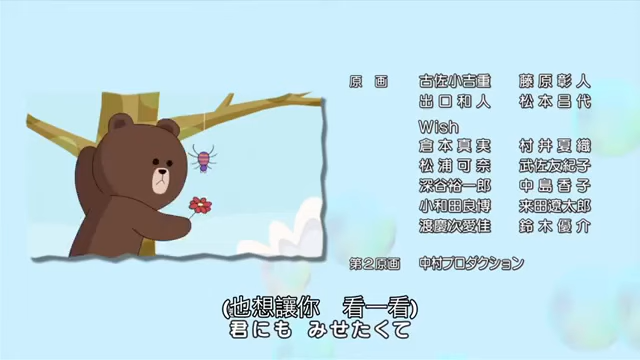 原画 古佐小吉重 藤原彰人
出口和人 松本昌代
Wish
倉本真実 村井夏織
松浦可奈 武佐友紀子
深谷裕一郎 中島香子
小和田良博 来田遼太郎
渡慶次愛佳 鈴木優介
第2原画 中村プロダクション
(也想讓你 看一看)
君にも みせたくて